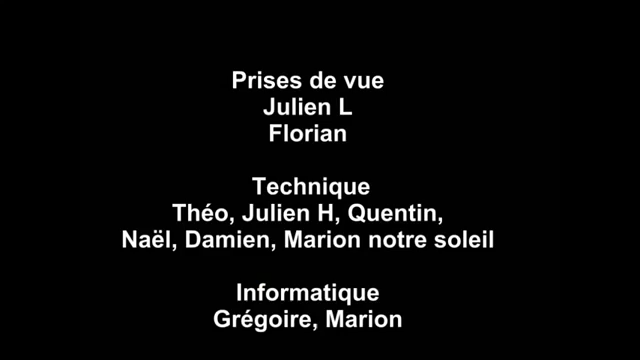 Prises de vue
Julien L
Florian
Technique
Théo, Julien H, Quentin,
Naël, Damien, Marion notre soleil
Informatique
Grégoire, Marion